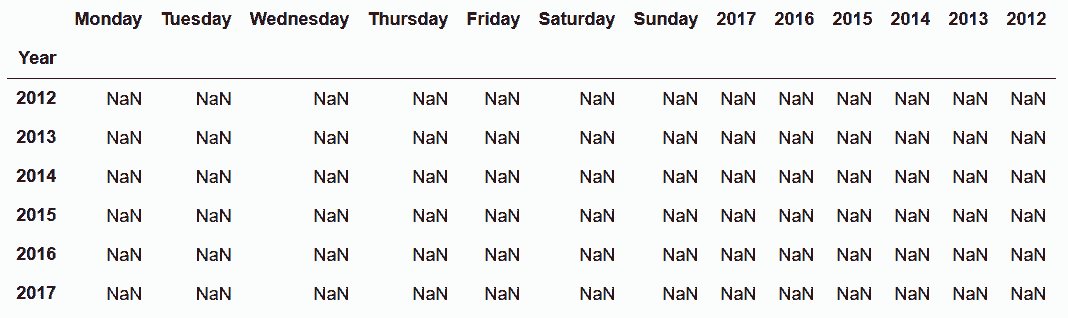 Monday Tuesday Wednesday Thursday Friday Saturday Sunday 2017 2016 2015 2014 2013 2012
Year
2012 NaN NaN NaN NaN NaN NaN NaN NaN NaN NaN NaN NaN NaN
2013 NaN NaN NaN NaN NaN NaN NaN NaN NaN NaN NaN NaN NaN
2014 NaN NaN NaN NaN NaN NaN NaN NaN NaN NaN NaN NaN NaN
2015 NaN NaN NaN NaN NaN NaN NaN NaN NaN NaN NaN NaN NaN
2016 NaN NaN NaN NaN NaN NaN NaN NaN NaN NaN NaN NaN NaN
2017 NaN NaN NaN NaN NaN NaN NaN NaN NaN NaN NaN NaN NaN